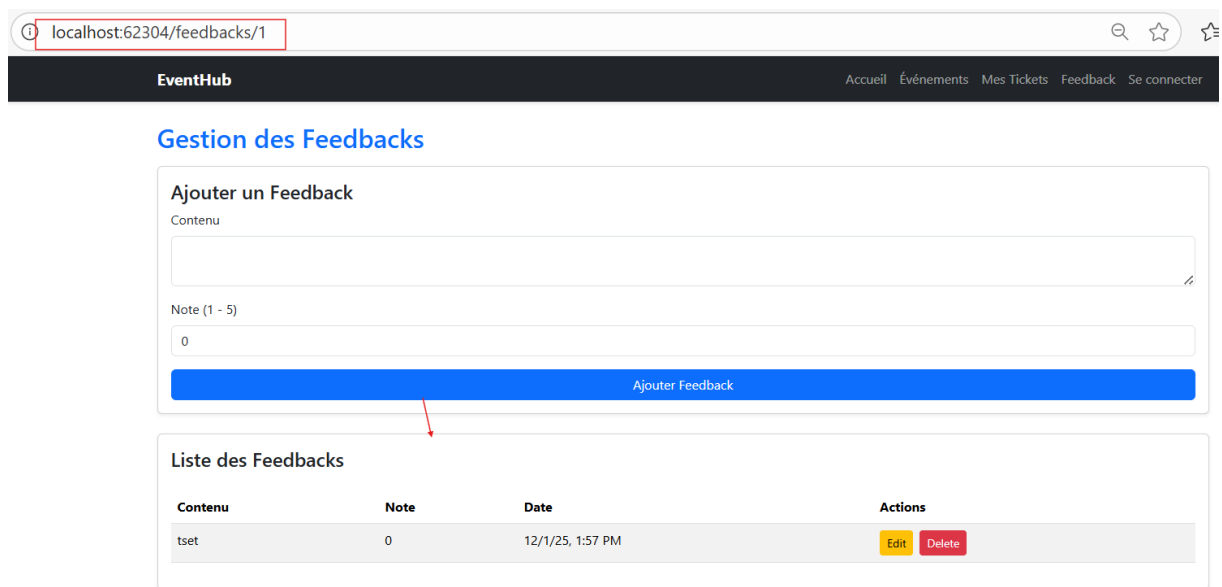 localhost:62304/feedbacks/1
EventHub
Accueil Événements Mes Tickets Feedback Se connecter
Gestion des Feedbacks
Ajouter un Feedback
Contenu
Note (1 - 5)
0
Ajouter Feedback
Liste des Feedbacks
Contenu Note Date Actions
tset 0 12/1/25, 1:57 PM Edit Delete